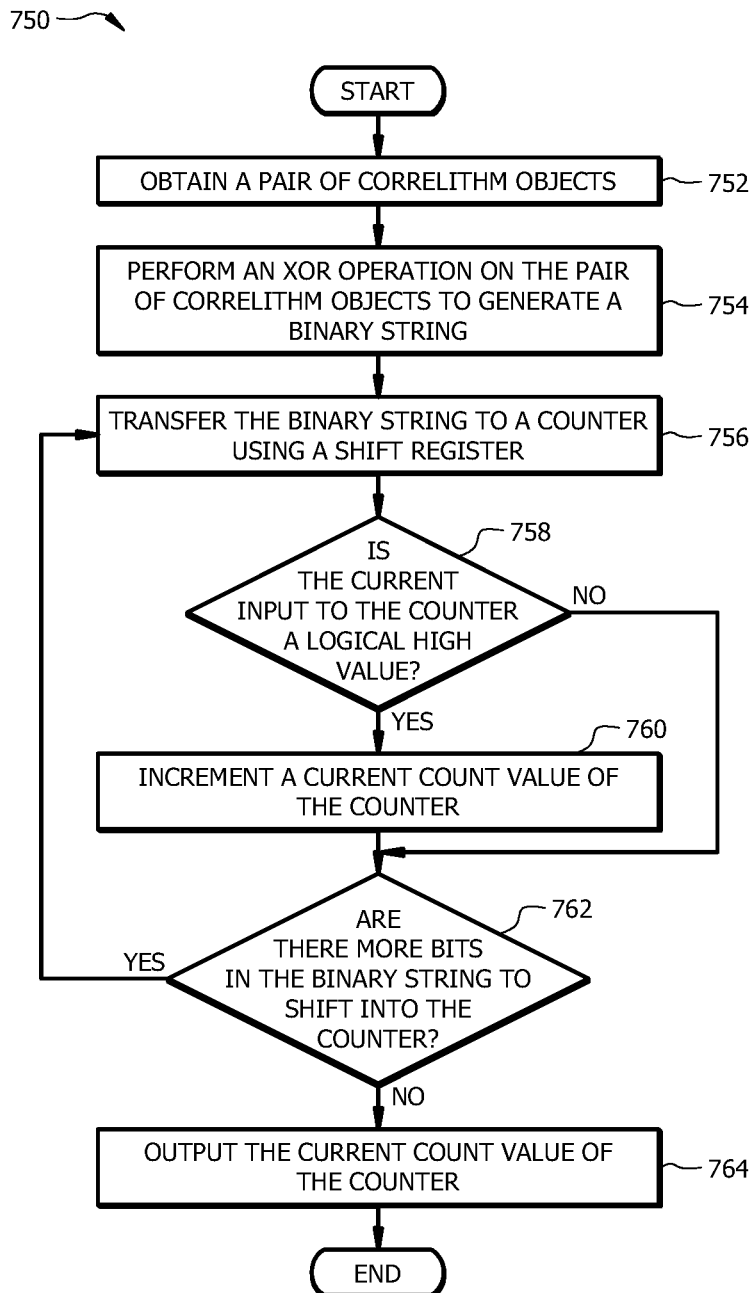 750
START
OBTAIN A PAIR OF CORRELITHM OBJECTS
752
PERFORM AN XOR OPERATION ON THE PAIR
OF CORRELITHM OBJECTS TO GENERATE A
BINARY STRING
754
TRANSFER THE BINARY STRING TO A COUNTER
USING A SHIFT REGISTER
756
758
IS
THE CURRENT
INPUT TO THE COUNTER
A LOGICAL HIGH
VALUE?
NO
YES
760
INCREMENT A CURRENT COUNT VALUE OF
THE COUNTER
762
ARE
THERE MORE BITS
IN THE BINARY STRING TO
SHIFT INTO THE
COUNTER?
YES
NO
OUTPUT THE CURRENT COUNT VALUE OF
THE COUNTER
764
END